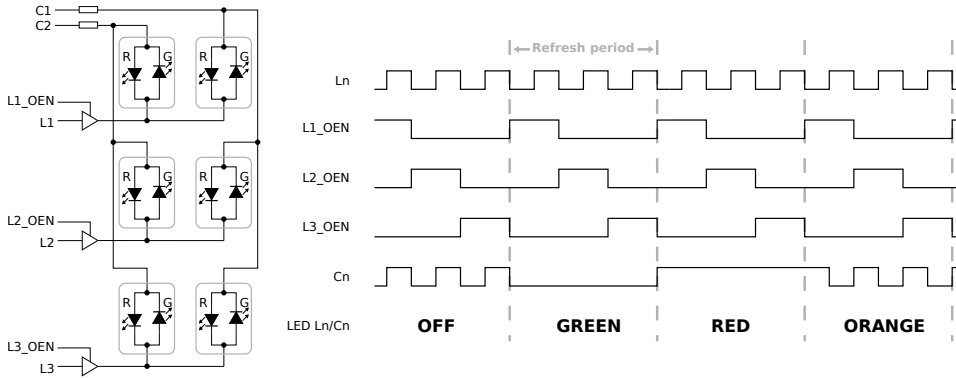 C1
C2
R G R G
L1_OEN
L1
R G R G
L2_OEN
L2
R G R G
L3_OEN
L3
Refresh period
Ln
L1_OEN
L2_OEN
L3_OEN
Cn
LED Ln/Cn OFF GREEN RED ORANGE